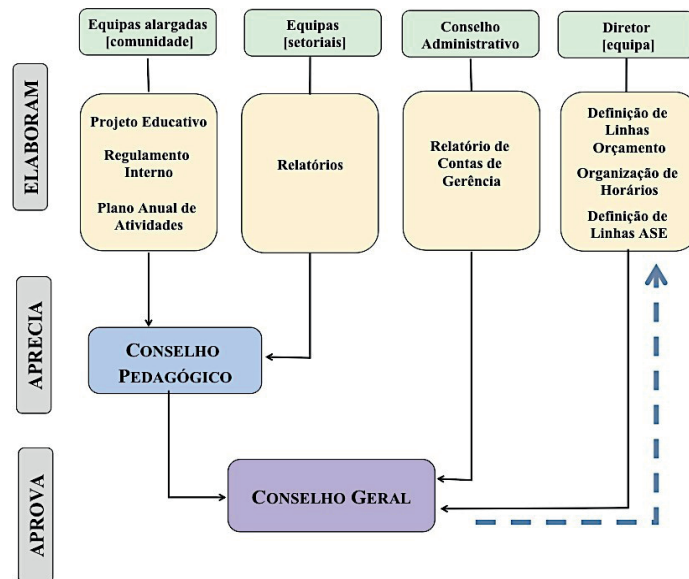 Equipas alargadas
[comunidade]
Equipas
[setoriais]
Conselho
Administrativo
Diretor
[equipa]
ELABORAM
Projeto Educativo
Regulamento
Interno
Plano Anual de
Atividades
Relatórios
Relatório de
Contas de
Gerência
Definição de
Linhas
Orçamento
Organização de
Horários
Definição de
Linhas ASE
APRECIA
CONSELHO
PEDAGÓGICO
APROVA
CONSELHO GERAL